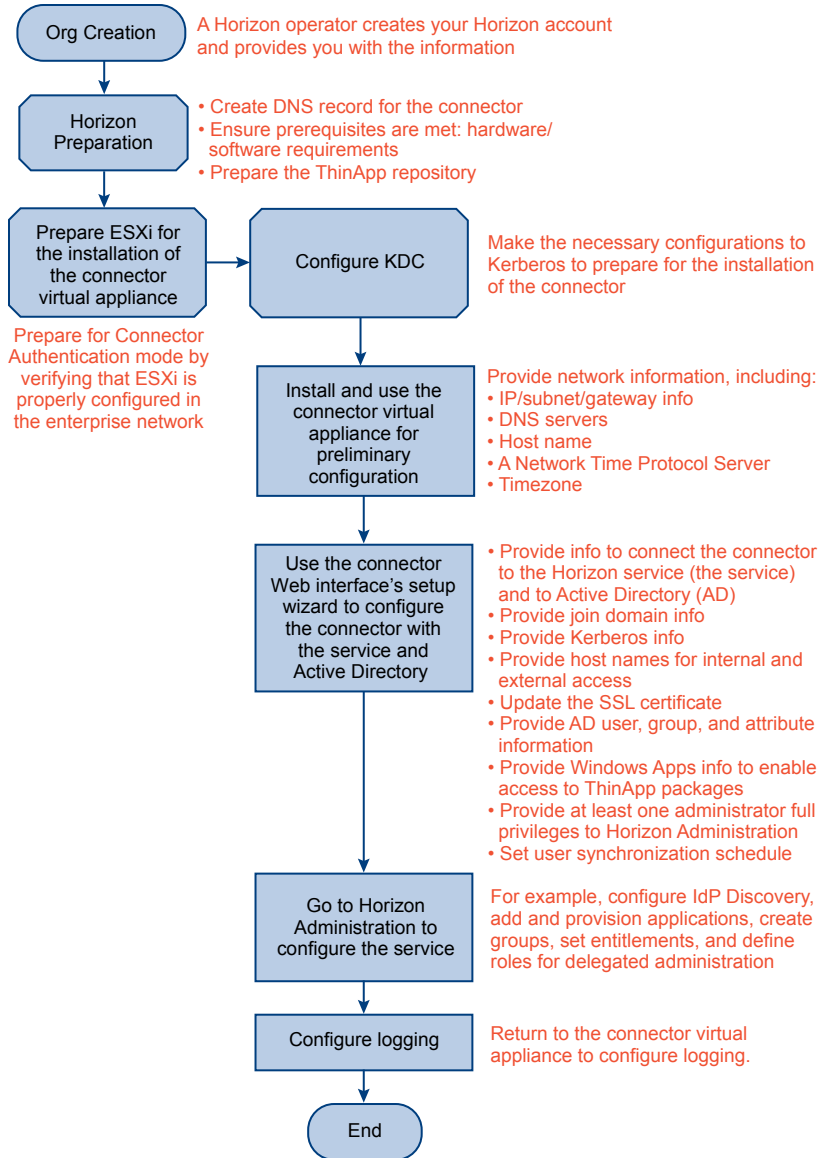 Org Creation
A Horizon operator creates your Horizon account
and provides you with the information
Horizon
Preparation
• Create DNS record for the connector
• Ensure prerequisites are met: hardware/
software requirements
• Prepare the ThinApp repository
Prepare ESXi for
the installation of
the connector
virtual appliance
Configure KDC
Make the necessary configurations to
Kerberos to prepare for the installation
of the connector
Prepare for Connector
Authentication mode by
verifying that ESXi is
properly configured in
the enterprise network
Install and use the
connector virtual
appliance for
preliminary
configuration
Provide network information, including:
• IP/subnet/gateway info
• DNS servers
• Host name
• A Network Time Protocol Server
• Timezone
Use the connector
Web interface's setup
wizard to configure
the connector with
the service and
Active Directory
• Provide info to connect the connector
to the Horizon service (the service)
and to Active Directory (AD)
• Provide join domain info
• Provide Kerberos info
• Provide host names for internal and
external access
• Update the SSL certificate
• Provide AD user, group, and attribute
information
• Provide Windows Apps info to enable
access to ThinApp packages
• Provide at least one administrator full
privileges to Horizon Administration
• Set user synchronization schedule
Go to Horizon
Administration to
configure the service
For example, configure IdP Discovery,
add and provision applications, create
groups, set entitlements, and define
roles for delegated administration
Configure logging
Return to the connector virtual
appliance to configure logging.
End